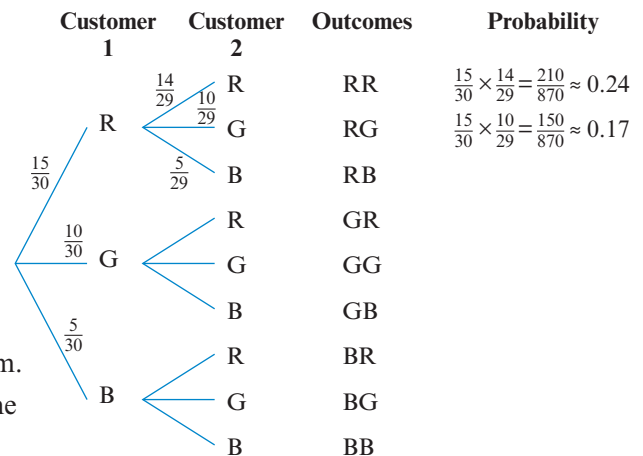 Customer 1 Customer 2 Outcomes Probability
14/29 R RR 15/30 × 14/29 = 210/870 ≈ 0.24
R 10/29 G RG 15/30 × 10/29 = 150/870 ≈ 0.17
15/30 5/29 B RB
R GR
10/30 G G GG
B GB
5/30
m. R BR
ne B G BG
B BB